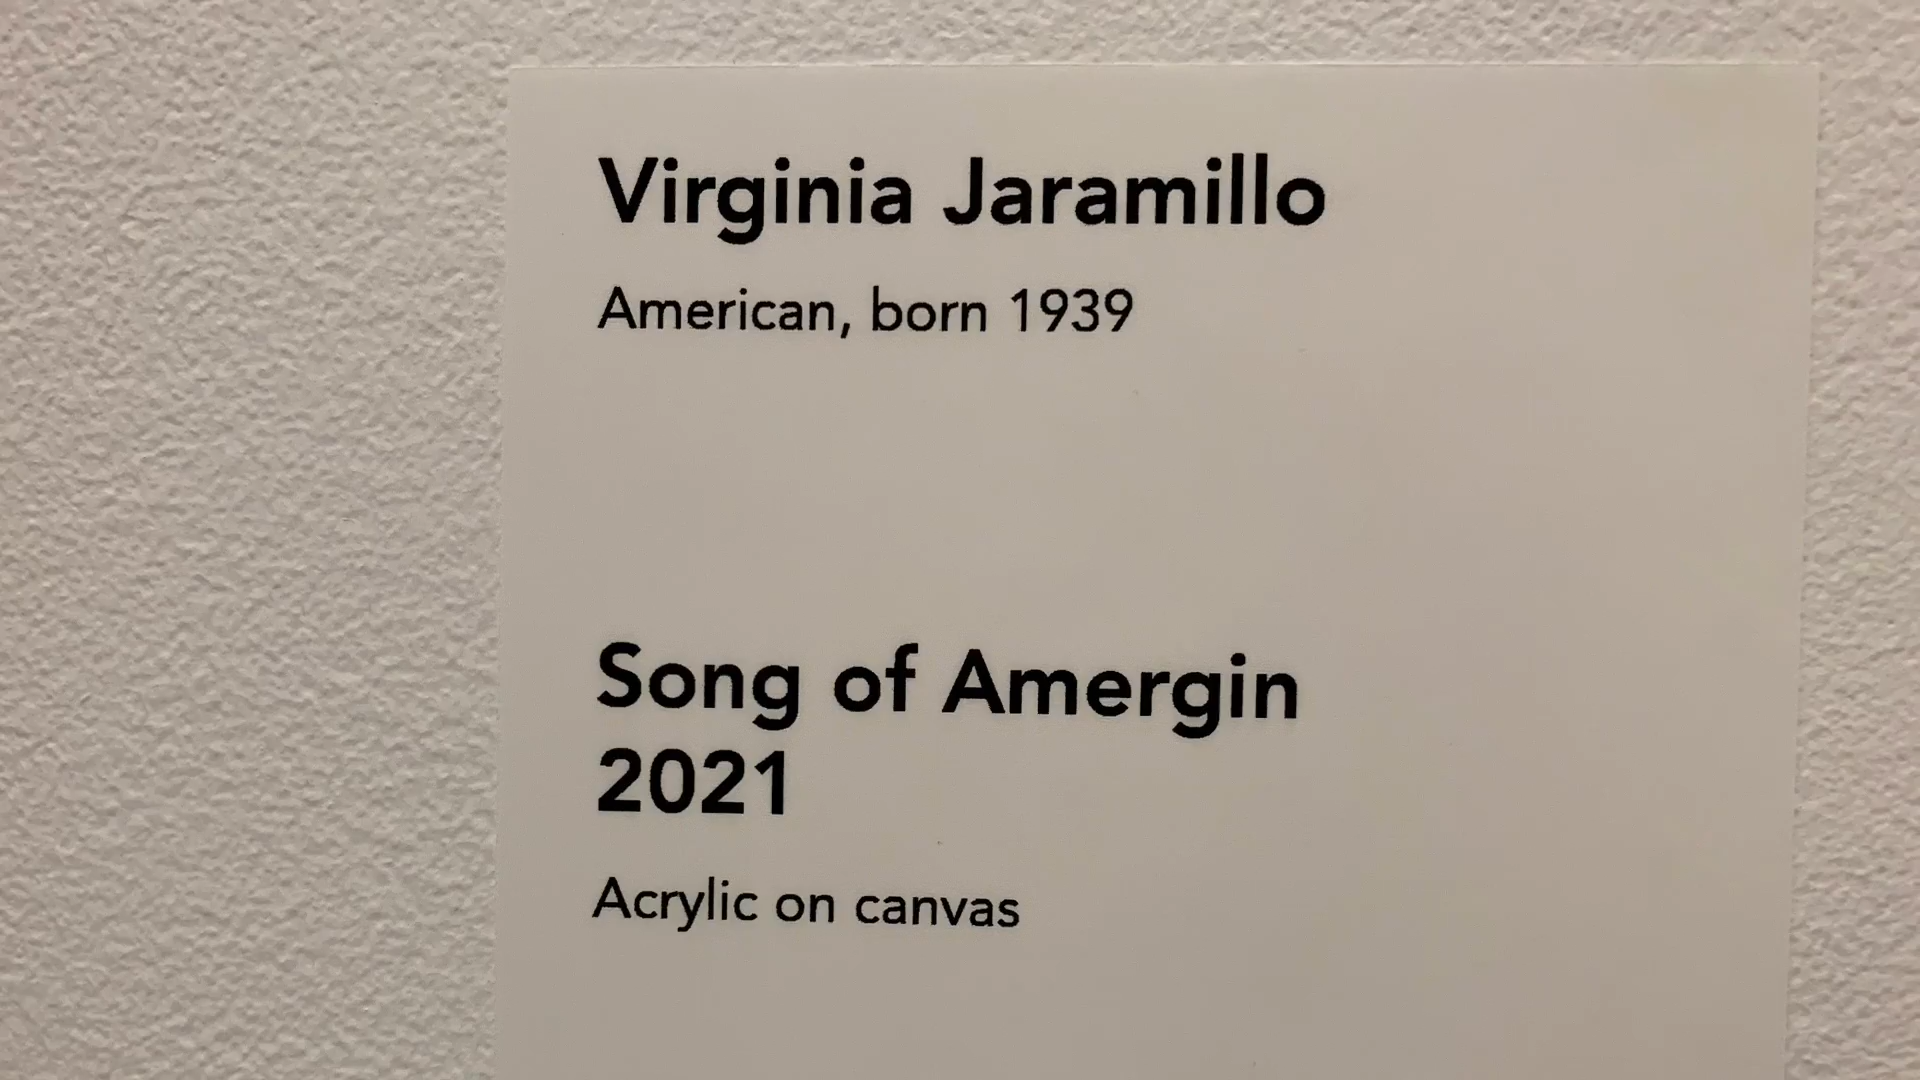 Virginia Jaramillo
American, born 1939
Song of Amergin
2021
Acrylic on canvas